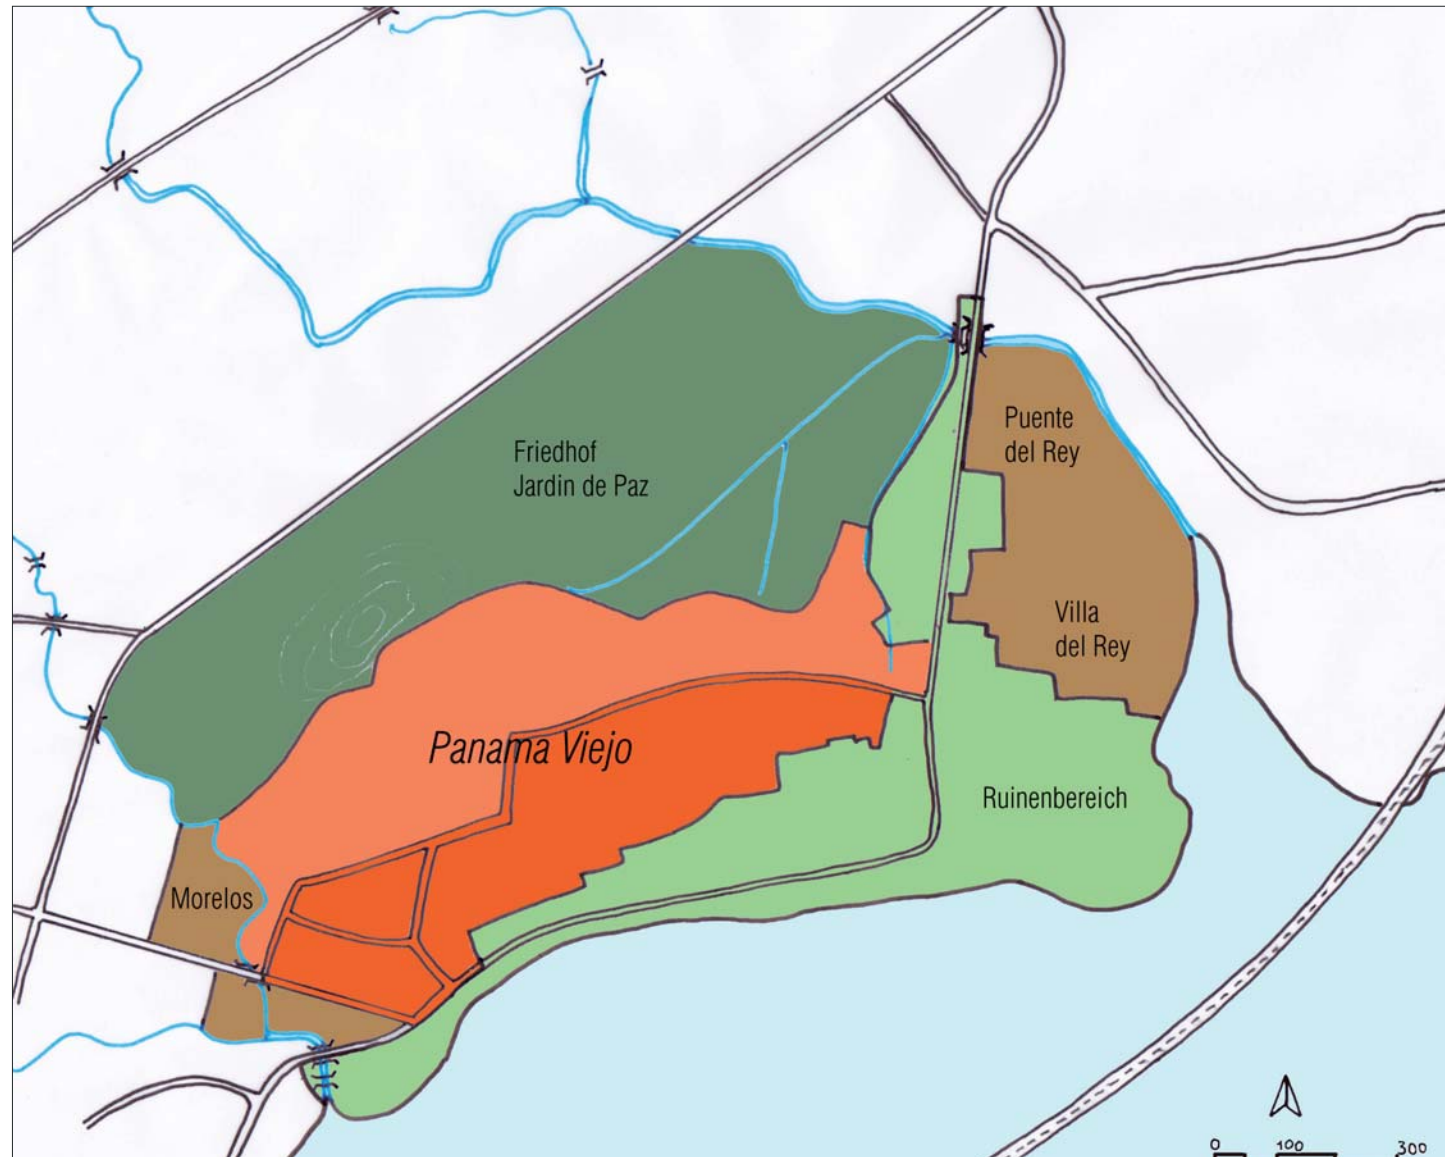 Puente
del Rey
Friedhof
Jardin de Paz
Villa
del Rey
Panama Viejo
Ruinenbereich
Morelos
0 100 300